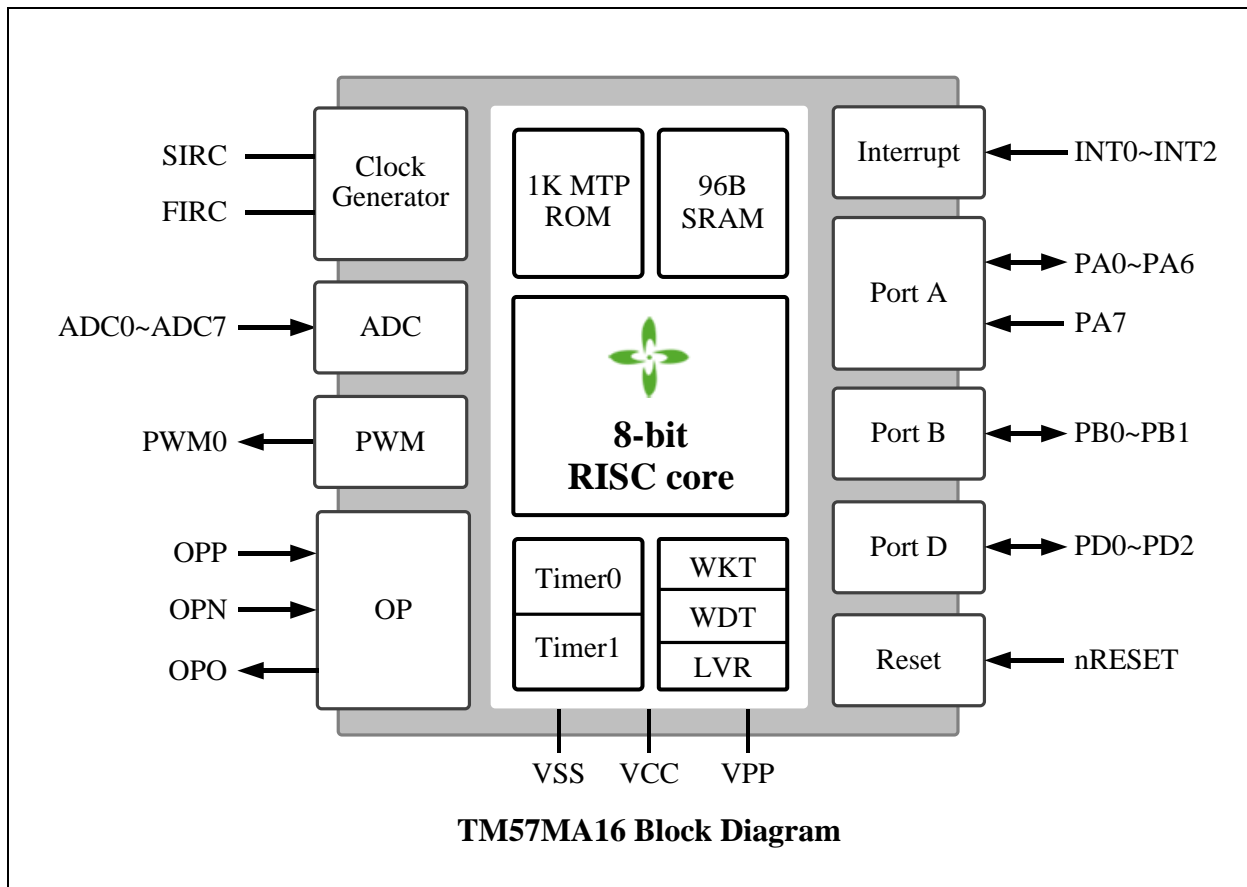 SIRC
FIRC
Clock
Generator
ADC0~ADC7
ADC
PWM0
PWM
OPP
OPN
OPO
OP
1K MTP
ROM
96B
SRAM
8-bit
RISC core
Timer0
Timer1
WKT
WDT
LVR
Interrupt
INT0~INT2
Port A
PA0~PA6
PA7
Port B
PB0~PB1
Port D
PD0~PD2
Reset
nRESET
VSS
VCC
VPP
TM57MA16 Block Diagram